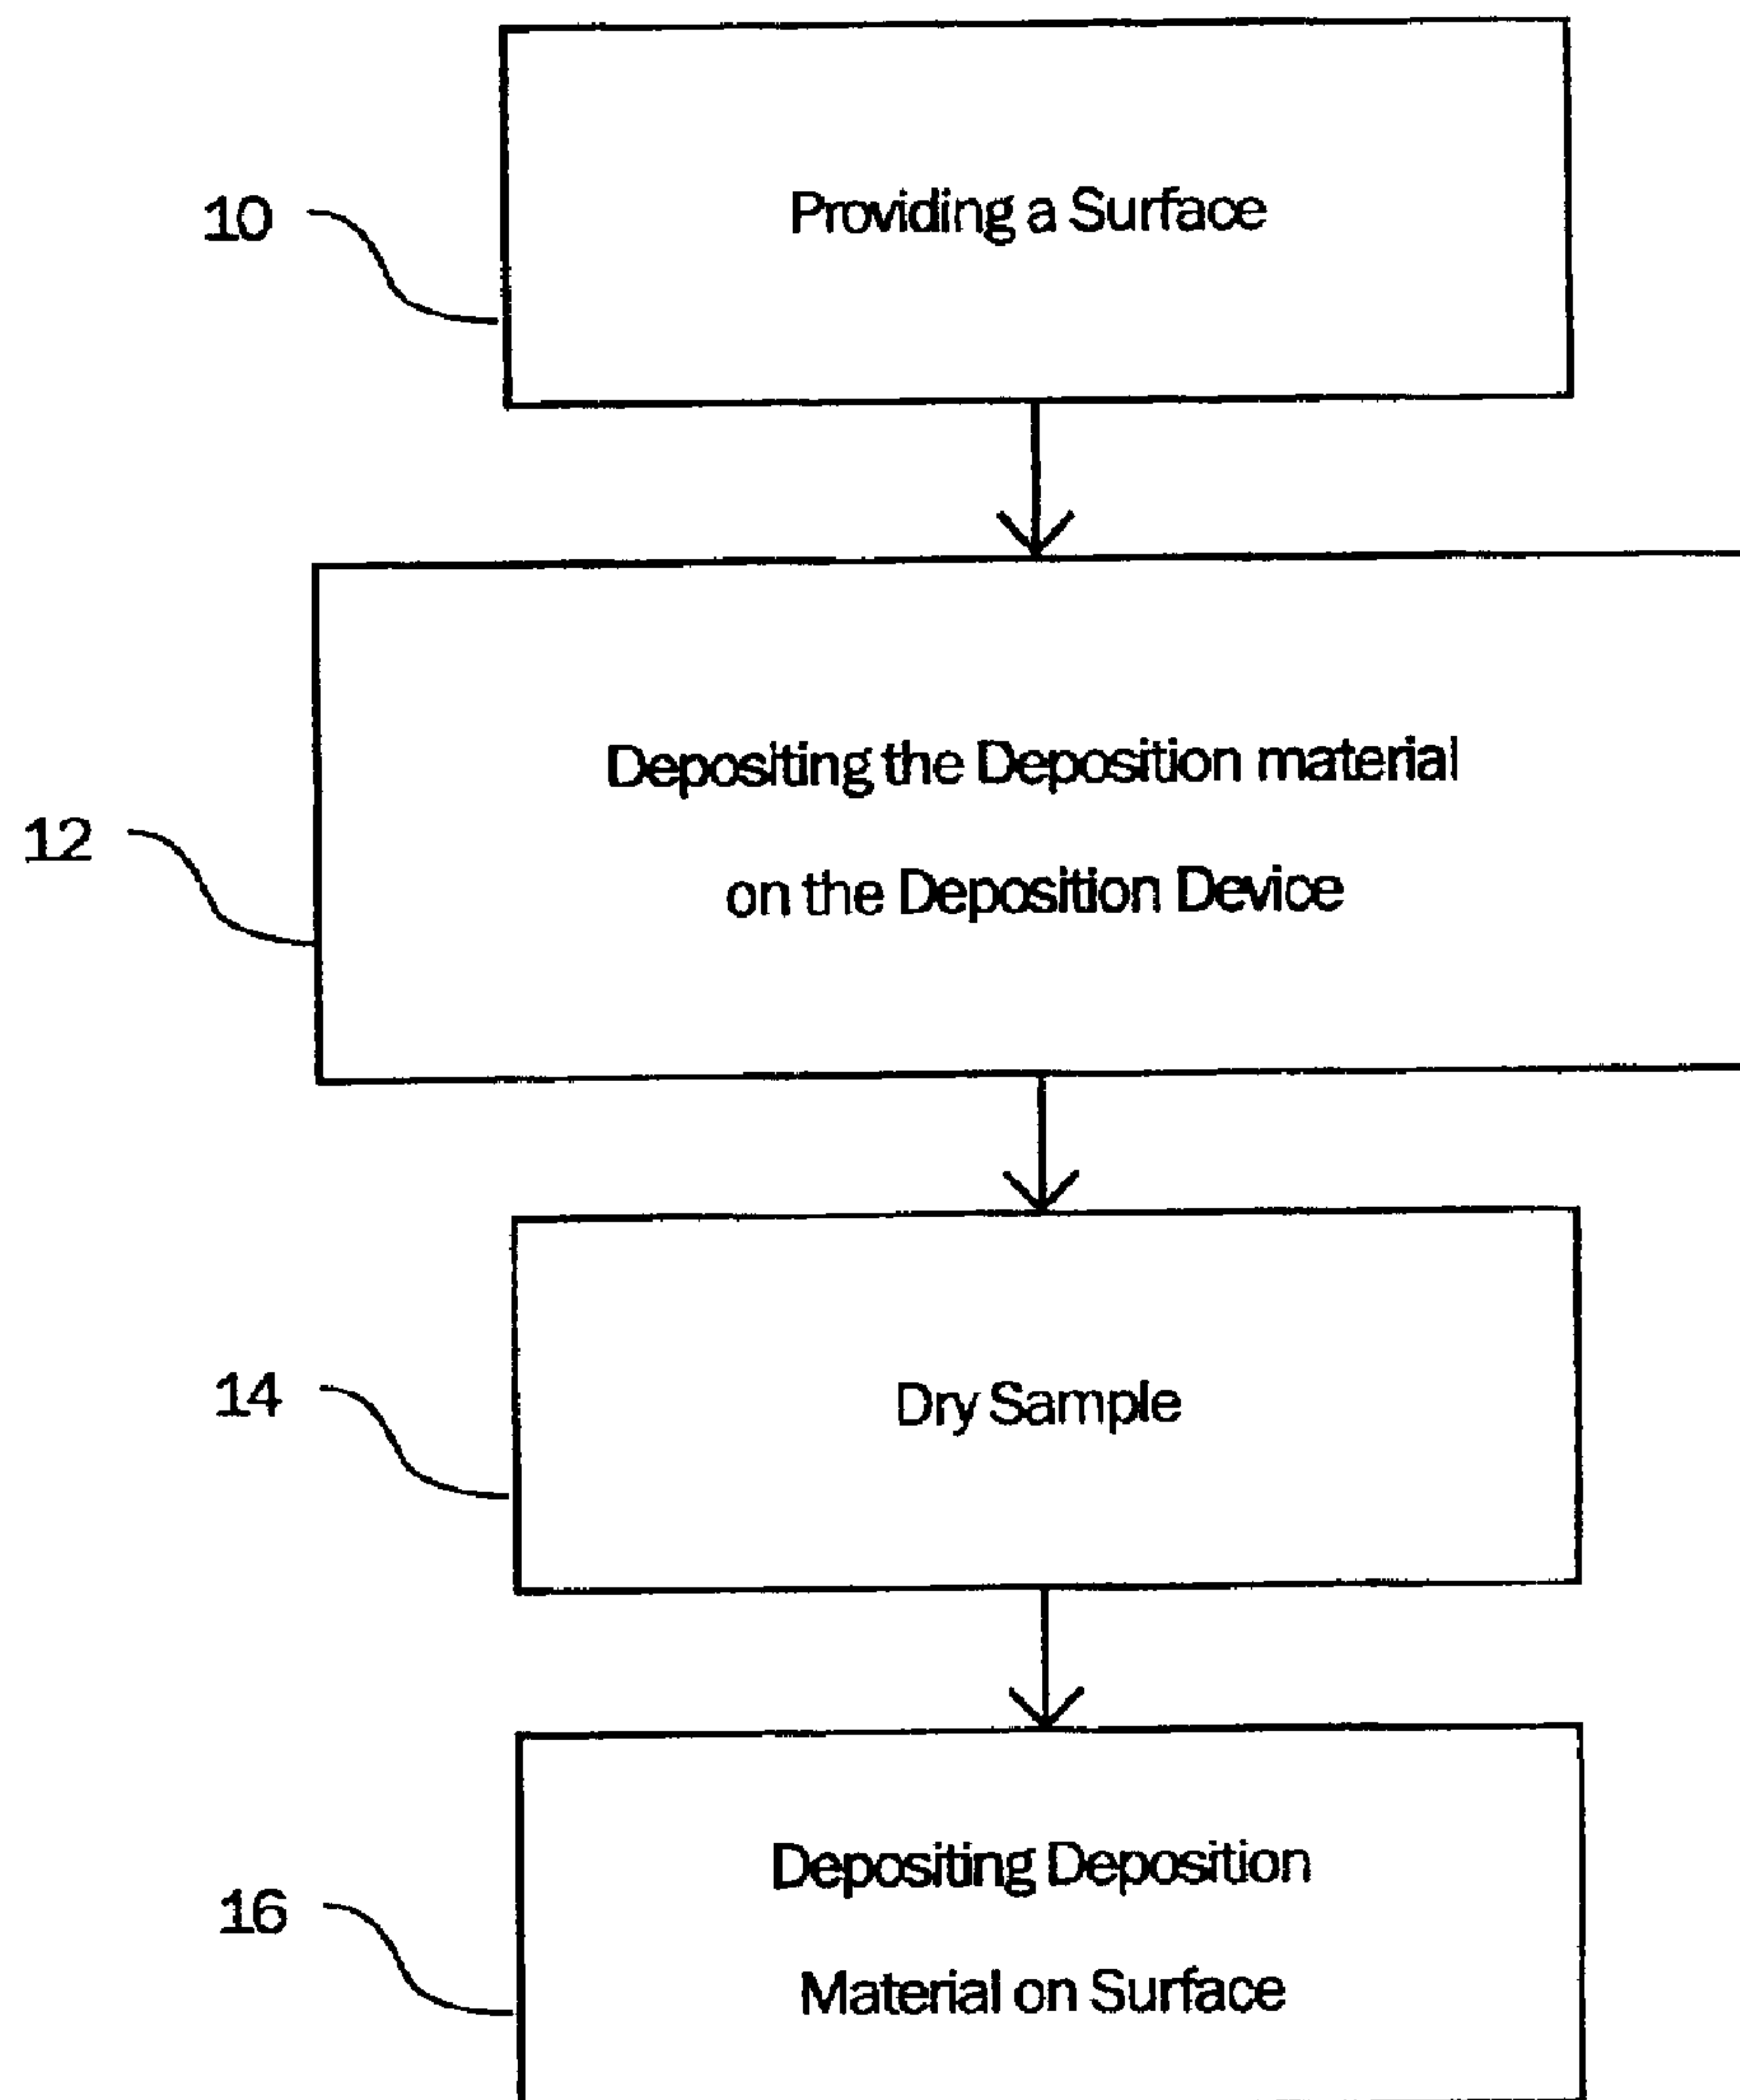 10
Providing a Surface
12
Depositing the Deposition material
on the Deposition Device
14
Dry Sample
16
Depositing Deposition
Material on Surface